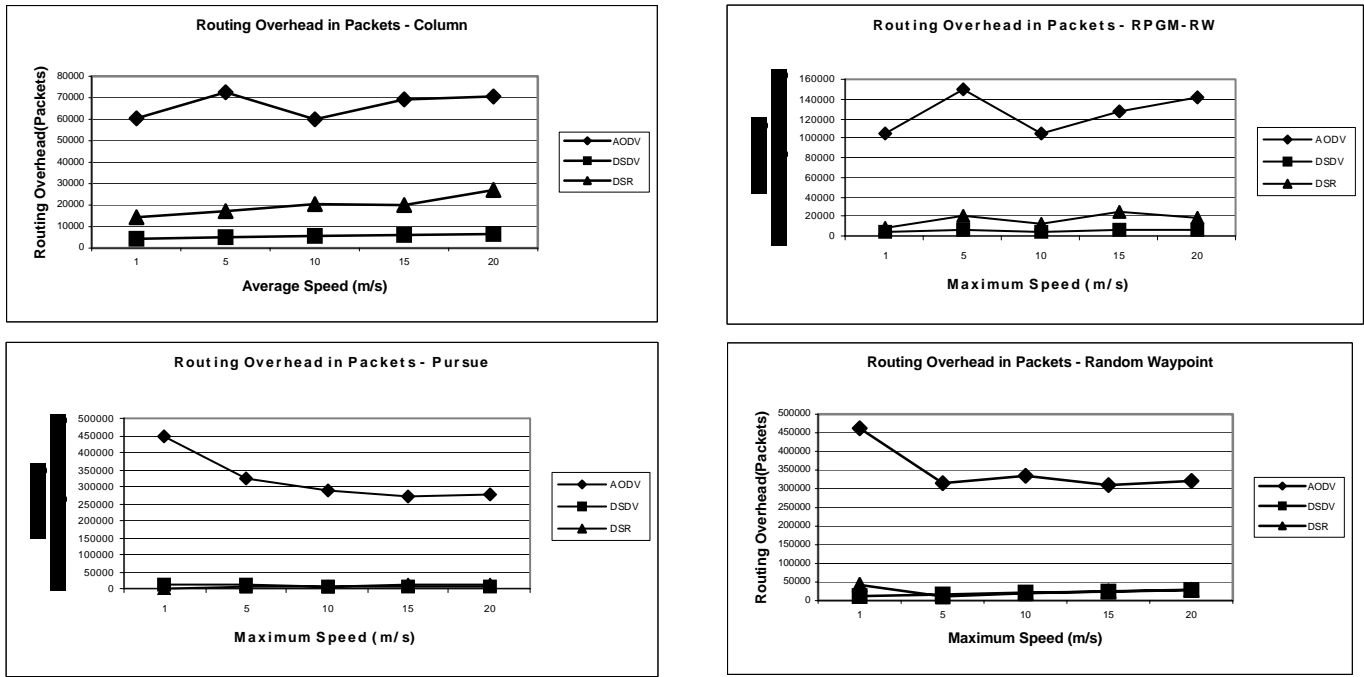 Routing Overhead in Packets - Column
Routing Overhead(Packets)
80000
70000
60000
50000
40000
30000
20000
10000
0
1 5 10 15 20
Average Speed (m/s)
AODV
DSDV
DSR
Routing Overhead in Packets - RPGM-RW
160000
140000
120000
100000
80000
60000
40000
20000
0
1 5 10 15 20
Maximum Speed (m/s)
AODV
DSDV
DSR
Routing Overhead in Packets - Pursue
500000
450000
400000
350000
300000
250000
200000
150000
100000
50000
0
1 5 10 15 20
Maximum Speed (m/s)
AODV
DSDV
DSR
Routing Overhead in Packets - Random Waypoint
Routing Overhead(Packets)
500000
450000
400000
350000
300000
250000
200000
150000
100000
50000
0
1 5 10 15 20
Maximum Speed (m/s)
AODV
DSDV
DSR